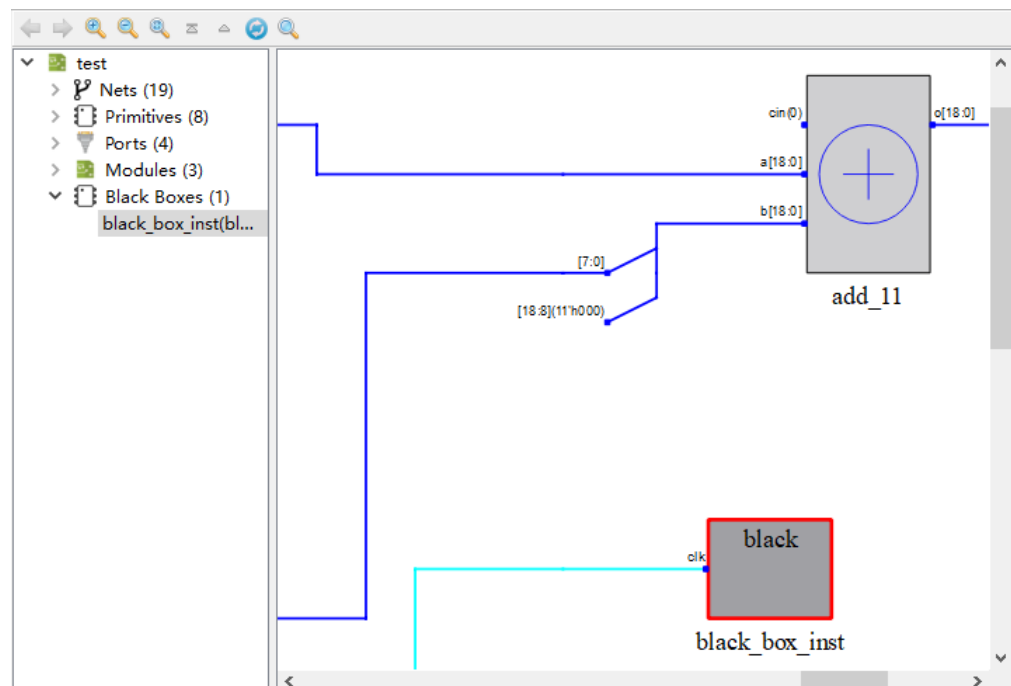 test
Nets (19)
Primitives (8)
Ports (4)
Modules (3)
Black Boxes (1)
black_box_inst(bl...
cin(0)
o[18:0]
a[18:0]
b[18:0]
[7:0]
[18:8](11'h000)
add_11
black
clk
black_box_inst